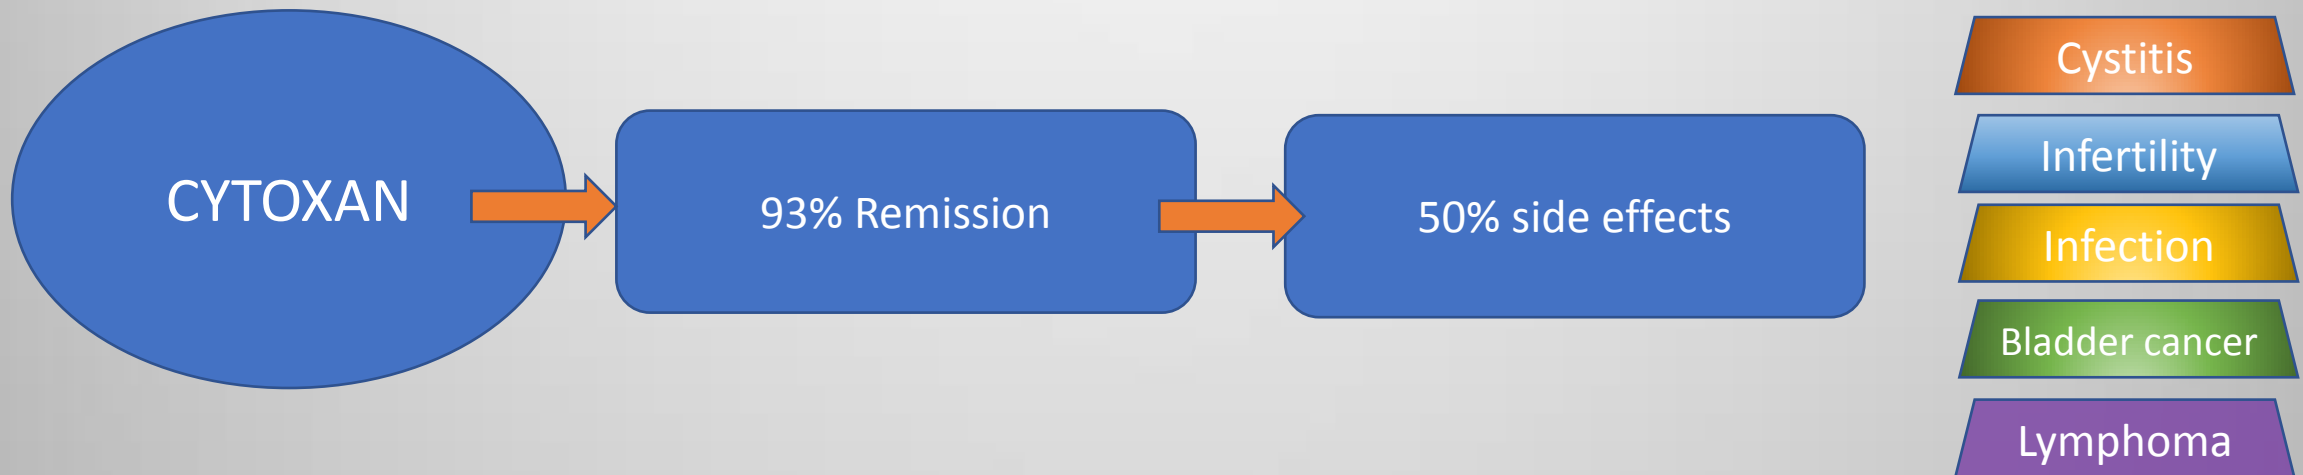 CYTOXAN
93% Remission
50% side effects
Cystitis
Infertility
Infection
Bladder cancer
Lymphoma